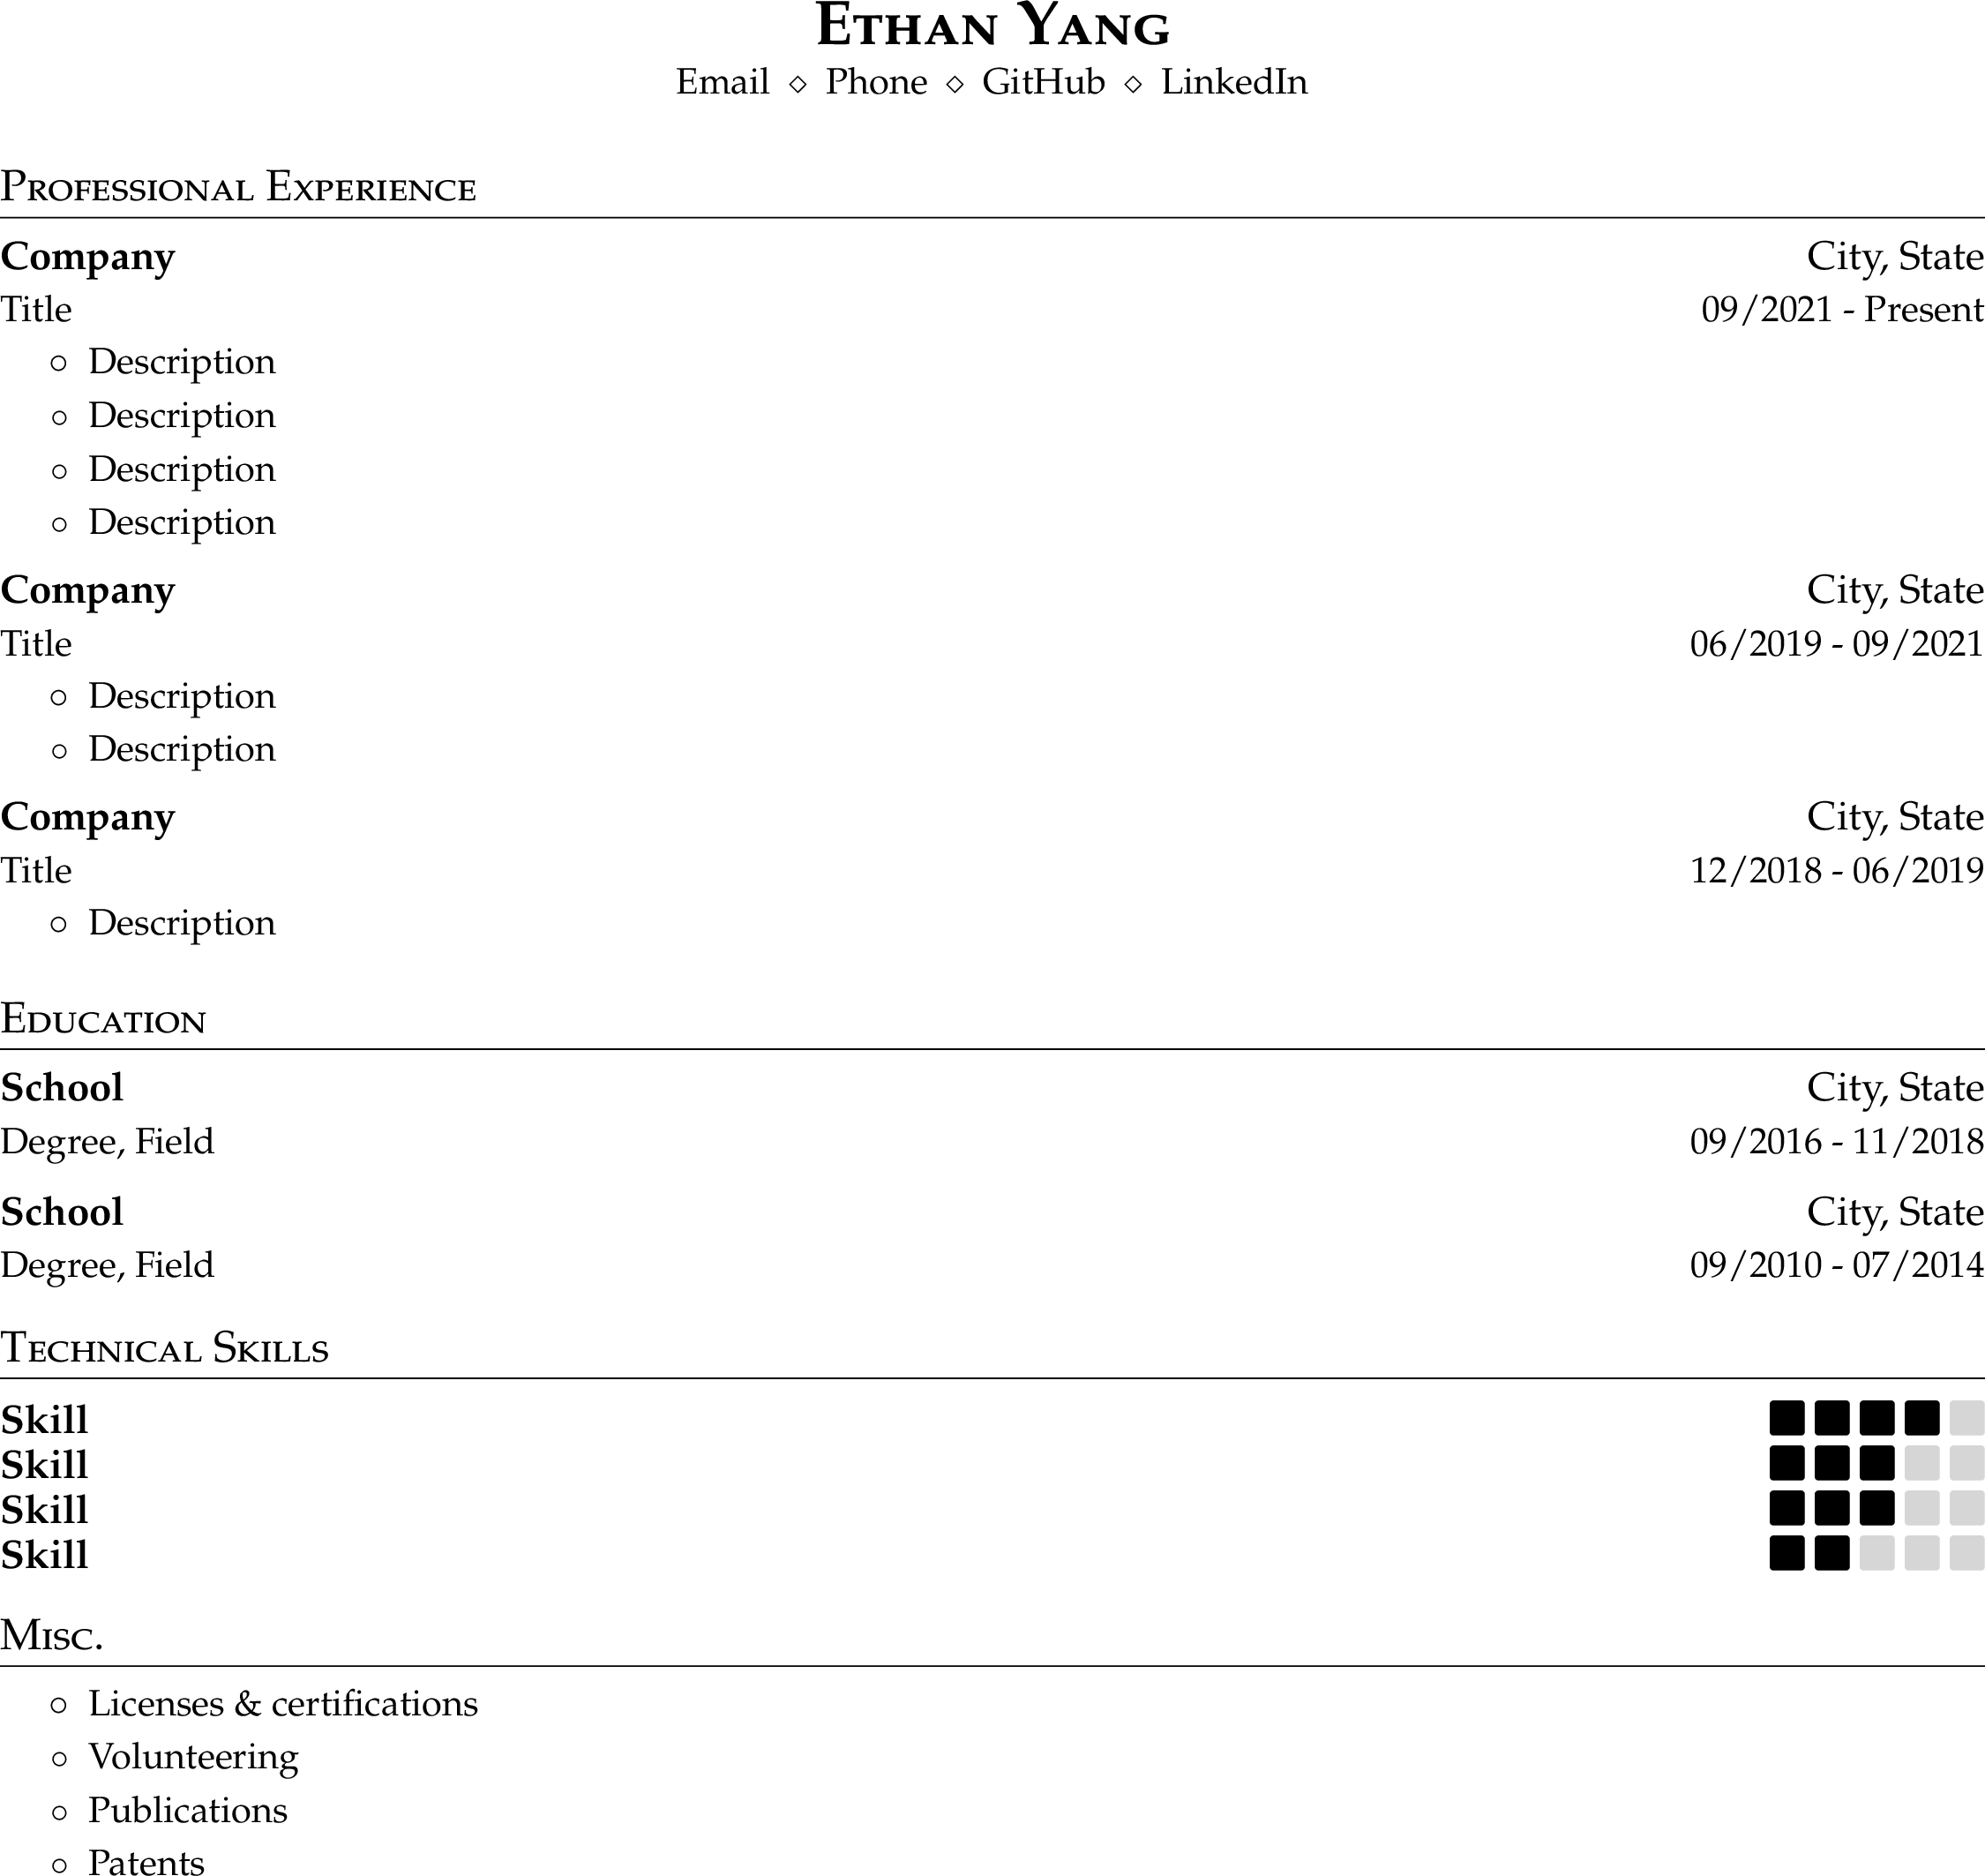 Ethan Yang
Email ⋄ Phone ⋄ GitHub ⋄ LinkedIn
Professional Experience
Company City, State
Title 09/2021 - Present
○ Description
○ Description
○ Description
○ Description
Company City, State
Title 06/2019 - 09/2021
○ Description
○ Description
Company City, State
Title 12/2018 - 06/2019
○ Description
Education
School City, State
Degree, Field 09/2016 - 11/2018
School City, State
Degree, Field 09/2010 - 07/2014
Technical Skills
Skill
Skill
Skill
Skill
Misc.
○ Licenses & certifications
○ Volunteering
○ Publications
○ Patents